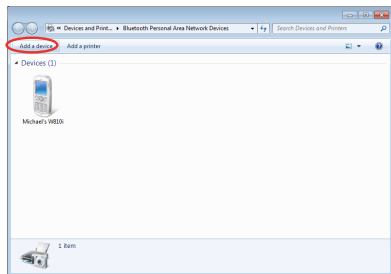 « Devices and Print... ▸ Bluetooth Personal Area Network Devices
Search Devices and Printers
Add a device
Add a printer
Devices (1)
Michael's W810i
1 item